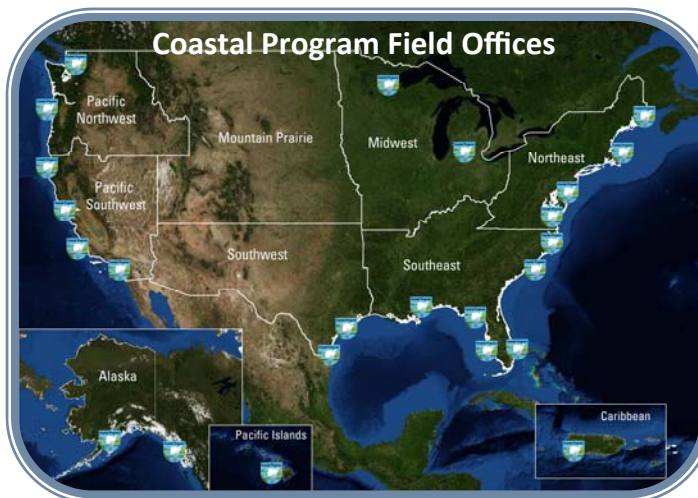 Coastal Program Field Offices
Pacific
Northwest
Mountain Prairie
Midwest
Northeast
Pacific
Southwest
Southwest
Southeast
Alaska
Pacific Islands
Caribbean